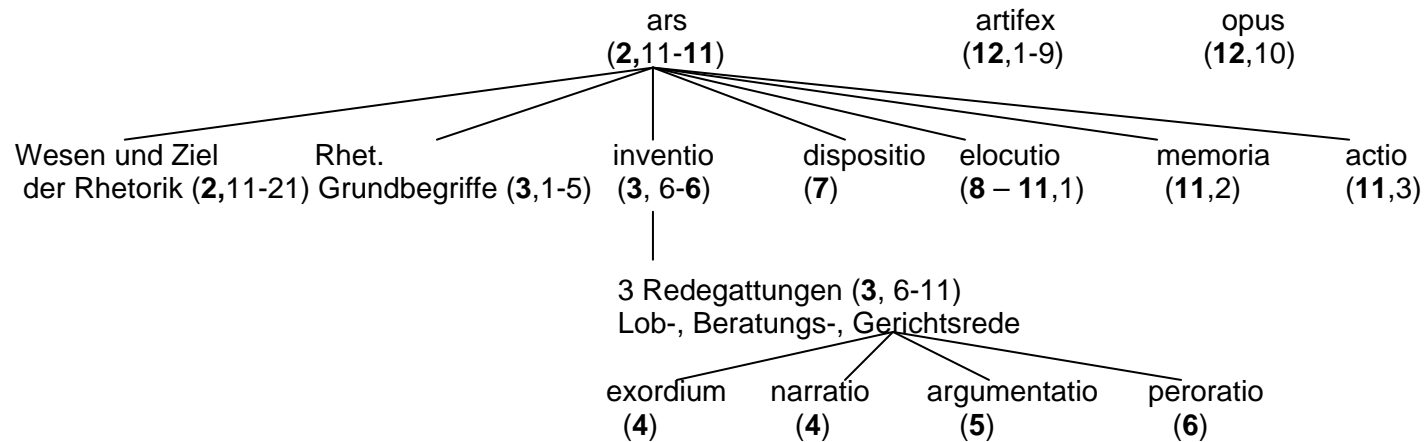 ars artifex opus
(2,11-11) (12,1-9) (12,10)
Wesen und Ziel Rhet. inventio dispositio elocutio memoria actio
der Rhetorik (2,11-21) Grundbegriffe (3,1-5) (3, 6-6) (7) (8 – 11,1) (11,2) (11,3)
3 Redegattungen (3, 6-11)
Lob-, Beratungs-, Gerichtsrede
exordium narratio argumentatio peroratio
(4) (4) (5) (6)